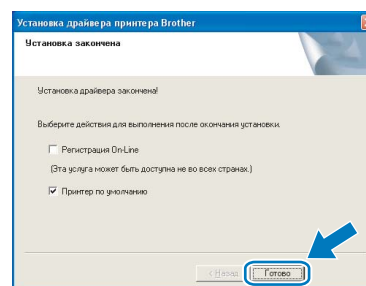 Установка драйвера принтера Brother
Установка закончена
Установка драйвера закончена!
Выберите действия для выполнения после окончания установки.
Регистрация On-Line
(Эта услуга может быть доступна не во всех странах.)
Принтер по умолчанию
< Назад
Готово